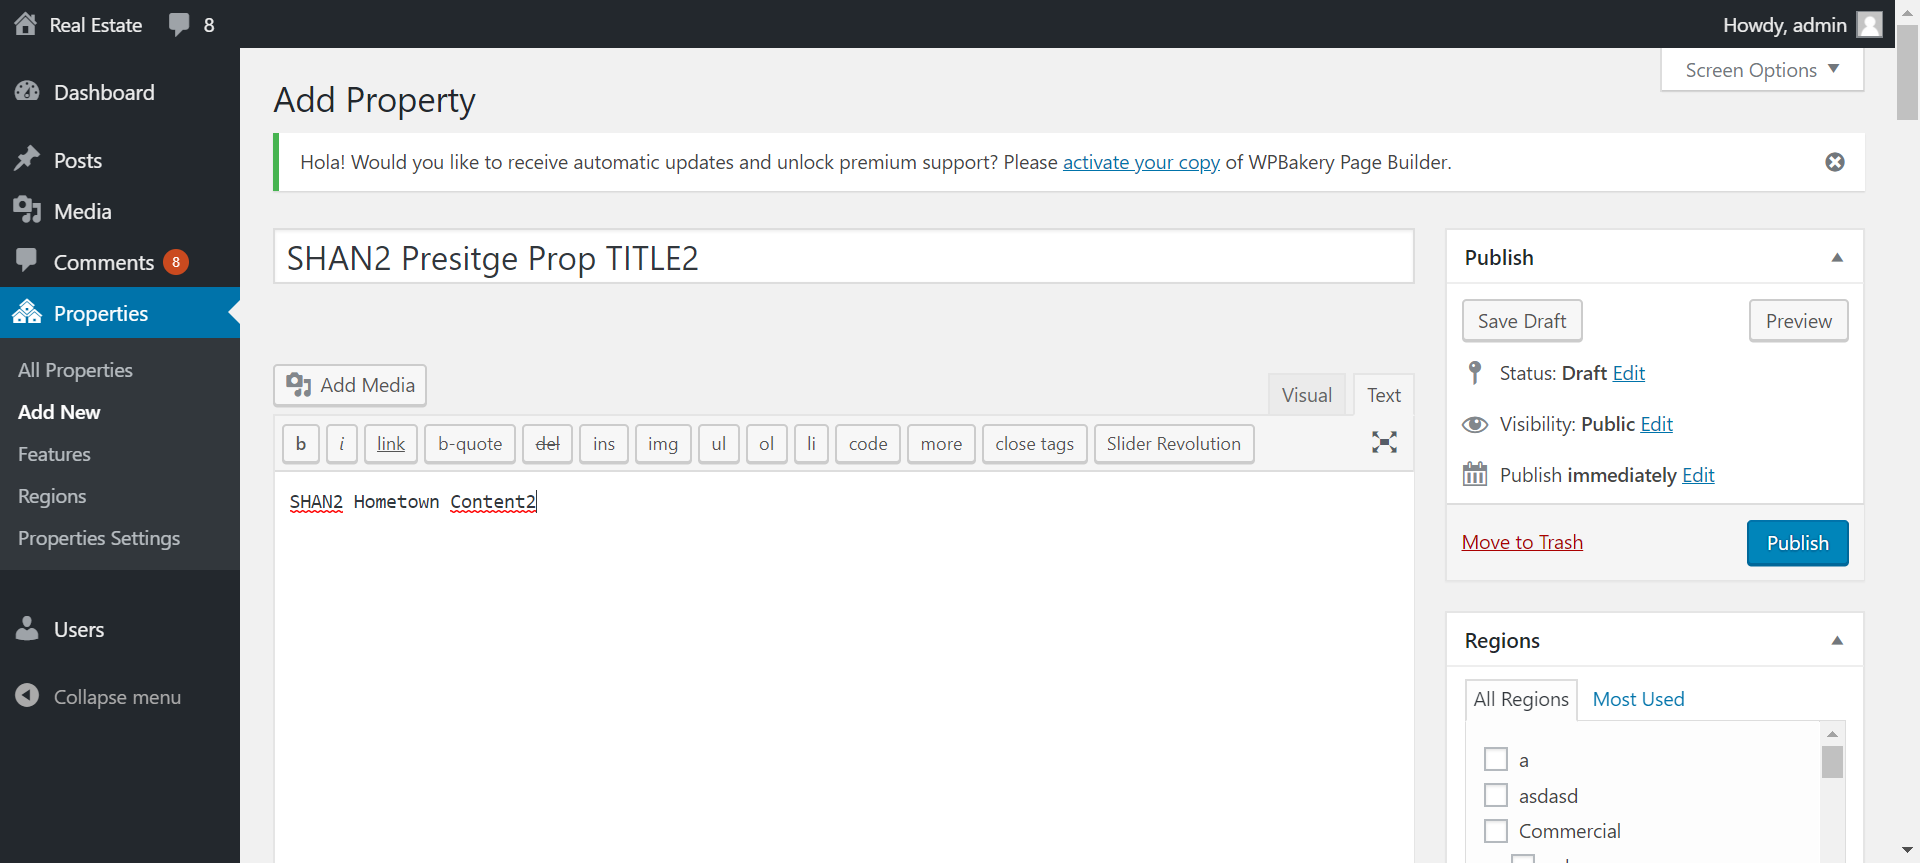 Real Estate 8 Howdy, admin
Screen Options
Dashboard
Posts
Media
Comments 8
Properties
All Properties
Add New
Features
Regions
Properties Settings
Users
Collapse menu
Add Property
Hola! Would you like to receive automatic updates and unlock premium support? Please activate your copy of WPBakery Page Builder.
SHAN2 Presitge Prop TITLE2
Add Media
Visual Text
b i link b-quote del ins img ul ol li code more close tags Slider Revolution
SHAN2 Hometown Content2
Publish
Save Draft Preview
Status: Draft Edit
Visibility: Public Edit
Publish immediately Edit
Move to Trash Publish
Regions
All Regions Most Used
a
asdasd
Commercial